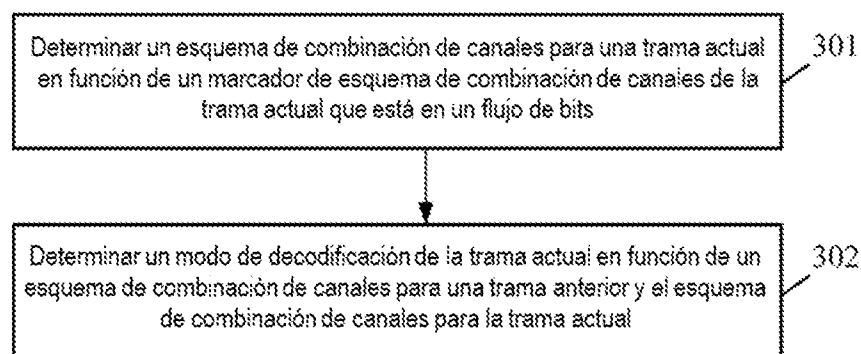 Determinar un esquema de combinación de canales para una trama actual
en función de un marcador de esquema de combinación de canales de la
trama actual que está en un flujo de bits
301
Determinar un modo de decodificación de la trama actual en función de un
esquema de combinación de canales para una trama anterior y el esquema
de combinación de canales para la trama actual
302